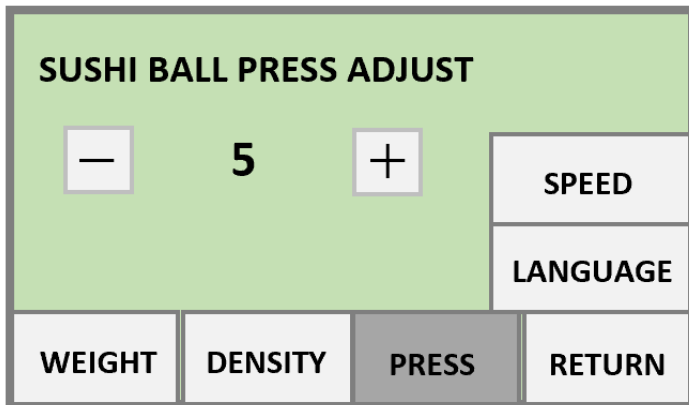 SUSHI BALL PRESS ADJUST
— 5 +
SPEED
LANGUAGE
WEIGHT DENSITY PRESS RETURN